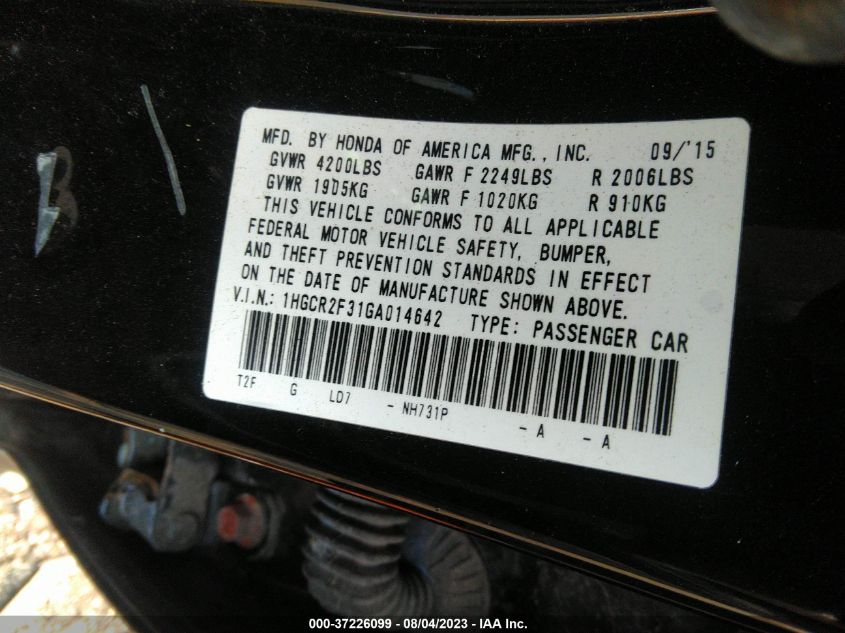 MFD. BY HONDA OF AMERICA MFG., INC. 09/'15
GVWR 4200LBS GAWR F 2249LBS R 2006LBS
GVWR 1905KG GAWR F 1020KG R 910KG
THIS VEHICLE CONFORMS TO ALL APPLICABLE
FEDERAL MOTOR VEHICLE SAFETY, BUMPER,
AND THEFT PREVENTION STANDARDS IN EFFECT
ON THE DATE OF MANUFACTURE SHOWN ABOVE.
V.I.N.: 1HGCR2F31GA014642 TYPE: PASSENGER CAR
T2F G LD7 - NH731P - A - A
B
000-37226099 - 08/04/2023 - IAA Inc.